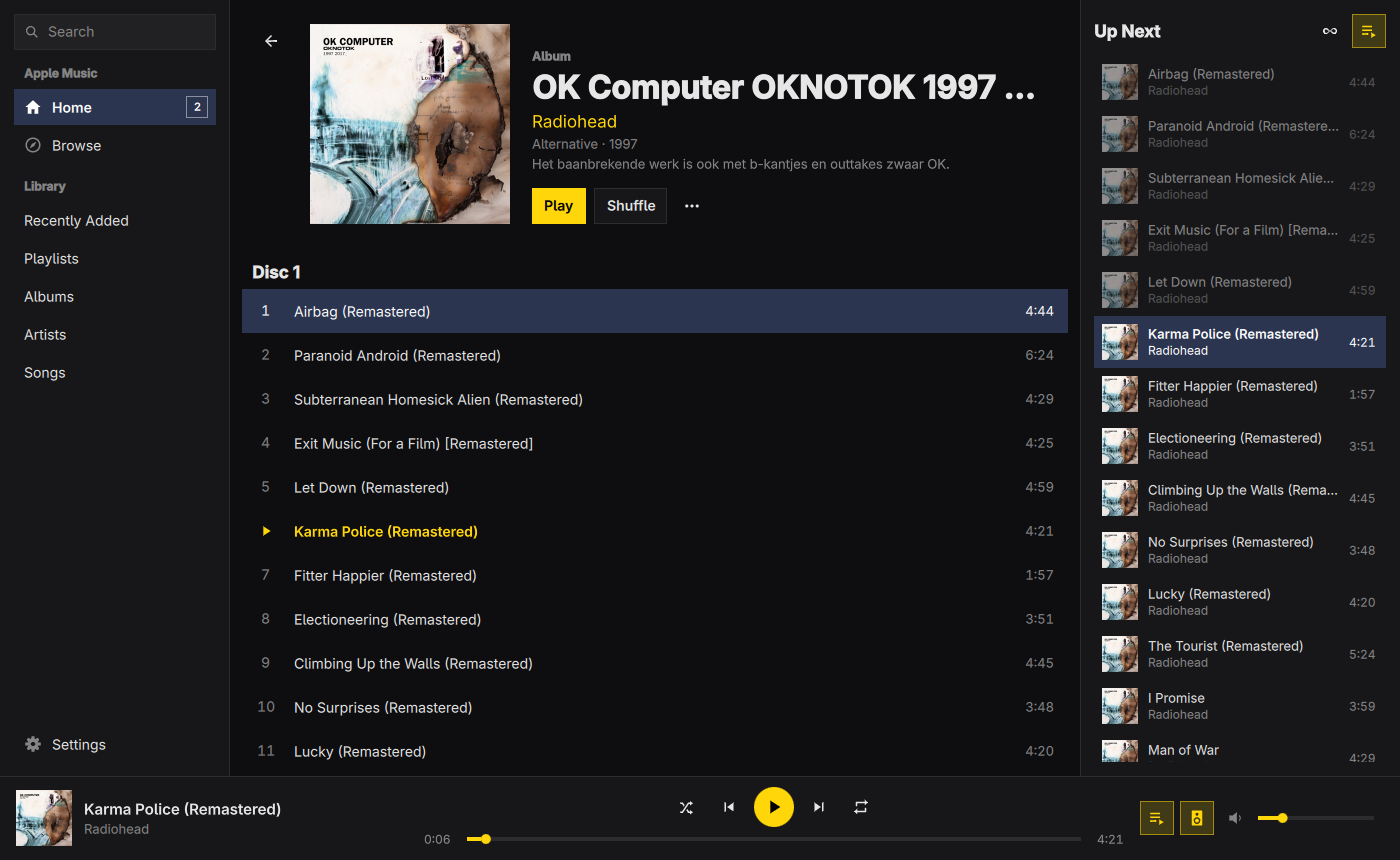 Search
Apple Music
Home 2
Browse
Library
Recently Added
Playlists
Albums
Artists
Songs
Settings
OK COMPUTER
OKNOTOK
1997 2017
Album
OK Computer OKNOTOK 1997 ...
Radiohead
Alternative · 1997
Het baanbrekende werk is ook met b-kantjes en outtakes zwaar OK.
Play Shuffle
Disc 1
1 Airbag (Remastered) 4:44
2 Paranoid Android (Remastered) 6:24
3 Subterranean Homesick Alien (Remastered) 4:29
4 Exit Music (For a Film) [Remastered] 4:25
5 Let Down (Remastered) 4:59
Karma Police (Remastered) 4:21
7 Fitter Happier (Remastered) 1:57
8 Electioneering (Remastered) 3:51
9 Climbing Up the Walls (Remastered) 4:45
10 No Surprises (Remastered) 3:48
11 Lucky (Remastered) 4:20
Up Next
Airbag (Remastered) 4:44
Radiohead
Paranoid Android (Remastere... 6:24
Radiohead
Subterranean Homesick Alie... 4:29
Radiohead
Exit Music (For a Film) [Rema... 4:25
Radiohead
Let Down (Remastered) 4:59
Radiohead
Karma Police (Remastered) 4:21
Radiohead
Fitter Happier (Remastered) 1:57
Radiohead
Electioneering (Remastered) 3:51
Radiohead
Climbing Up the Walls (Rema... 4:45
Radiohead
No Surprises (Remastered) 3:48
Radiohead
Lucky (Remastered) 4:20
Radiohead
The Tourist (Remastered) 5:24
Radiohead
I Promise 3:59
Radiohead
Man of War 4:29
Karma Police (Remastered)
Radiohead
0:06 4:21